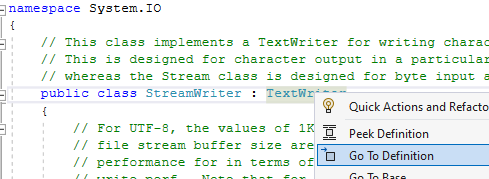 namespace System.IO
{
// This class implements a TextWriter for writing charac
// This is designed for character output in a particular
// whereas the Stream class is designed for byte input a
public class StreamWriter : TextWriter
{
// For UTF-8, the values of 1K
// file stream buffer size are
// performance for in terms of
// write perf. Note that for
Quick Actions and Refacto
Peek Definition
Go To Definition
Go To Base